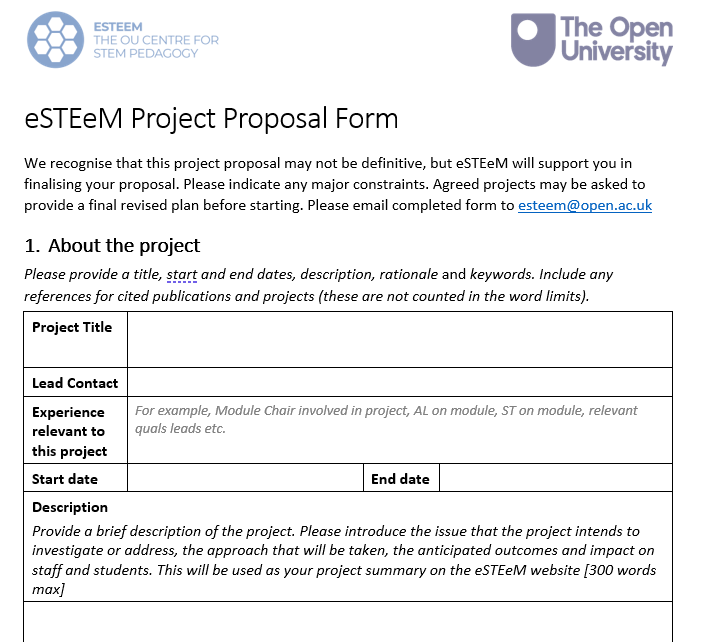 ESTEEM
THE OU CENTRE FOR
STEM PEDAGOGY
The Open
University
eSTEeM Project Proposal Form
We recognise that this project proposal may not be definitive, but eSTEeM will support you in
finalising your proposal. Please indicate any major constraints. Agreed projects may be asked to
provide a final revised plan before starting. Please email completed form to esteem@open.ac.uk
1. About the project
Please provide a title, start and end dates, description, rationale and keywords. Include any
references for cited publications and projects (these are not counted in the word limits).
Project Title
Lead Contact
Experience
relevant to
this project
For example, Module Chair involved in project, AL on module, ST on module, relevant
quals leads etc.
Start date
End date
Description
Provide a brief description of the project. Please introduce the issue that the project intends to
investigate or address, the approach that will be taken, the anticipated outcomes and impact on
staff and students. This will be used as your project summary on the eSTEeM website [300 words
max]